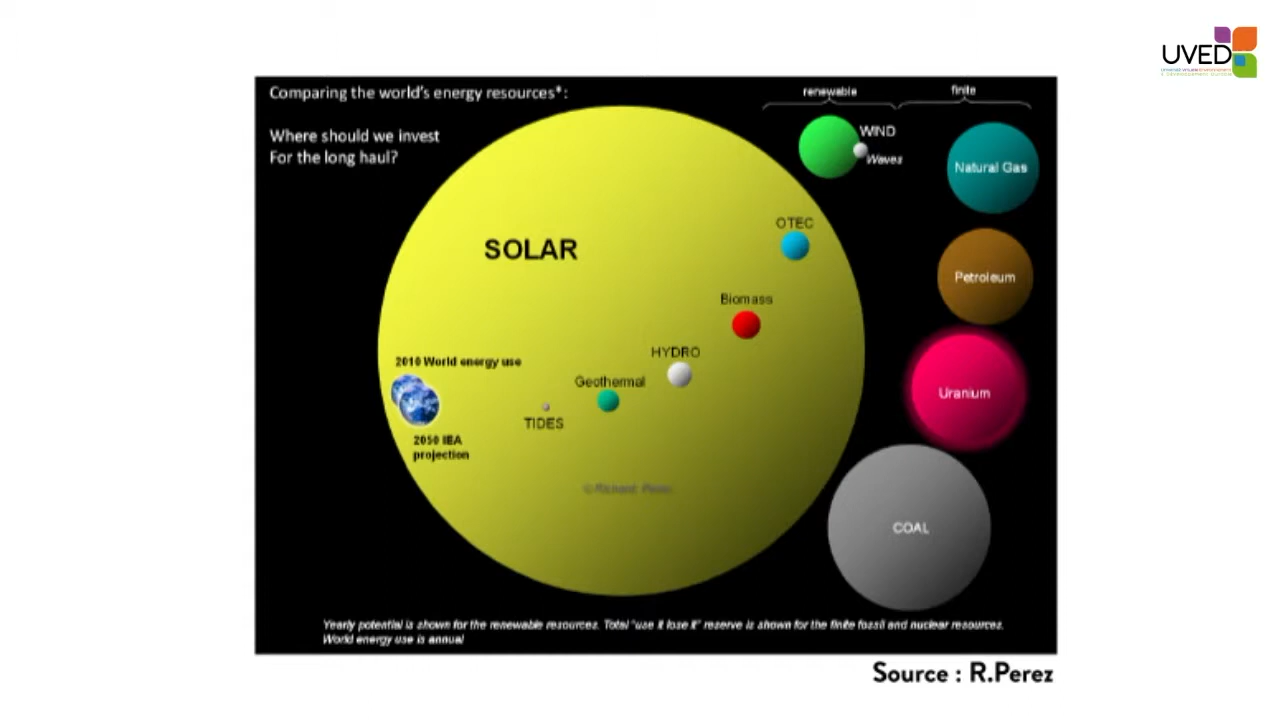 UVED
Comparing the world's energy resources*:
Where should we invest
For the long haul?
renewable
finite
WIND
Waves
Natural Gas
OTEC
SOLAR
Petroleum
Biomass
HYDRO
2010 World energy use
Geothermal
Uranium
TIDES
2050 IEA
projection
© Richard Perez
COAL
Yearly potential is shown for the renewable resources. Total "use it lose it" reserve is shown for the finite fossil and nuclear resources.
World energy use is annual
Source : R.Perez